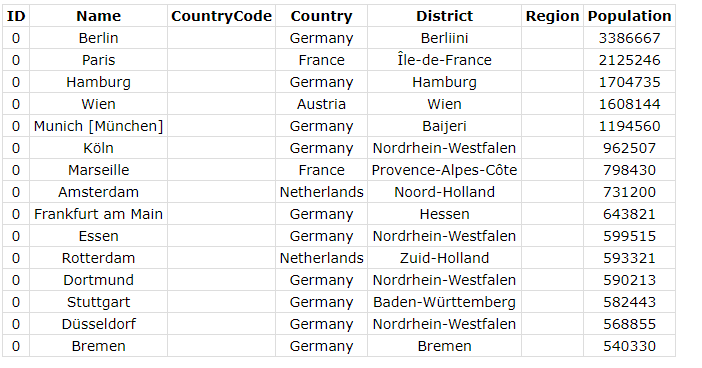 ID Name CountryCode Country District Region Population
0 Berlin Germany Berliini 3386667
0 Paris France Île-de-France 2125246
0 Hamburg Germany Hamburg 1704735
0 Wien Austria Wien 1608144
0 Munich [München] Germany Baijeri 1194560
0 Köln Germany Nordrhein-Westfalen 962507
0 Marseille France Provence-Alpes-Côte 798430
0 Amsterdam Netherlands Noord-Holland 731200
0 Frankfurt am Main Germany Hessen 643821
0 Essen Germany Nordrhein-Westfalen 599515
0 Rotterdam Netherlands Zuid-Holland 593321
0 Dortmund Germany Nordrhein-Westfalen 590213
0 Stuttgart Germany Baden-Württemberg 582443
0 Düsseldorf Germany Nordrhein-Westfalen 568855
0 Bremen Germany Bremen 540330